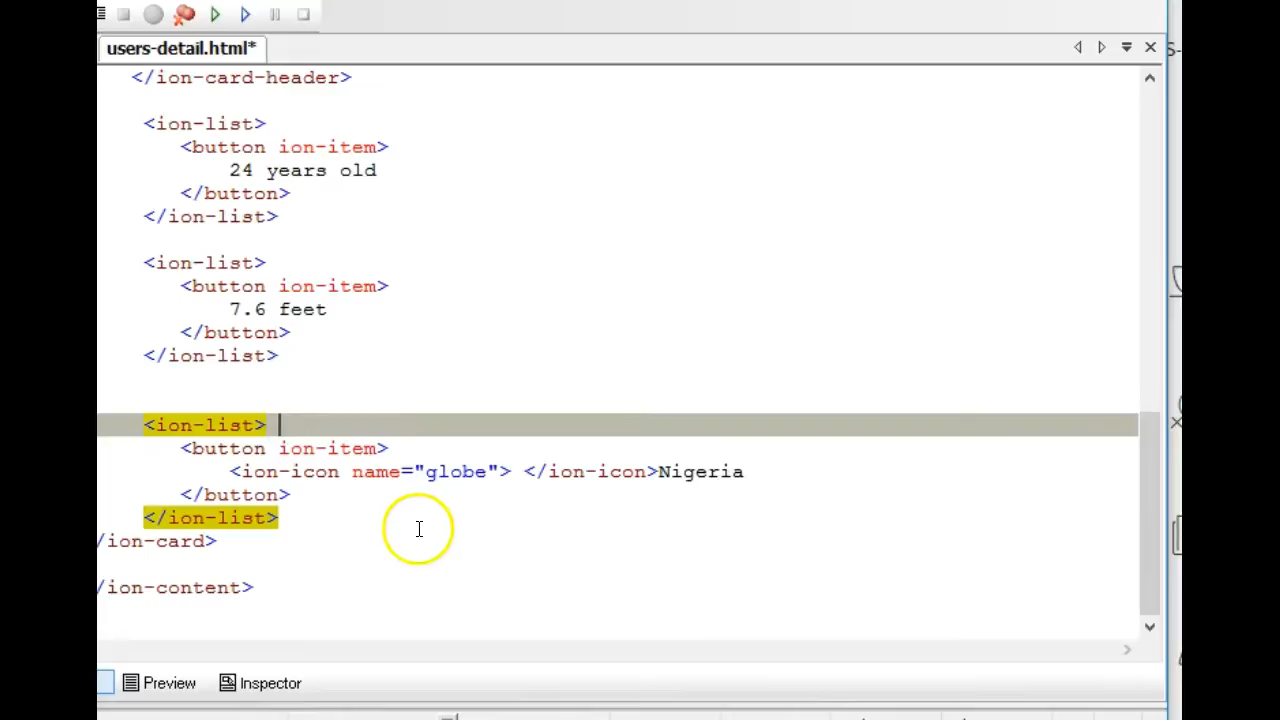 users-detail.html*
</ion-card-header>
<ion-list>
<button ion-item>
24 years old
</button>
</ion-list>
<ion-list>
<button ion-item>
7.6 feet
</button>
</ion-list>
<ion-list>
<button ion-item>
<ion-icon name="globe"> </ion-icon>Nigeria
</button>
</ion-list>
/ion-card>
/ion-content>
Preview Inspector